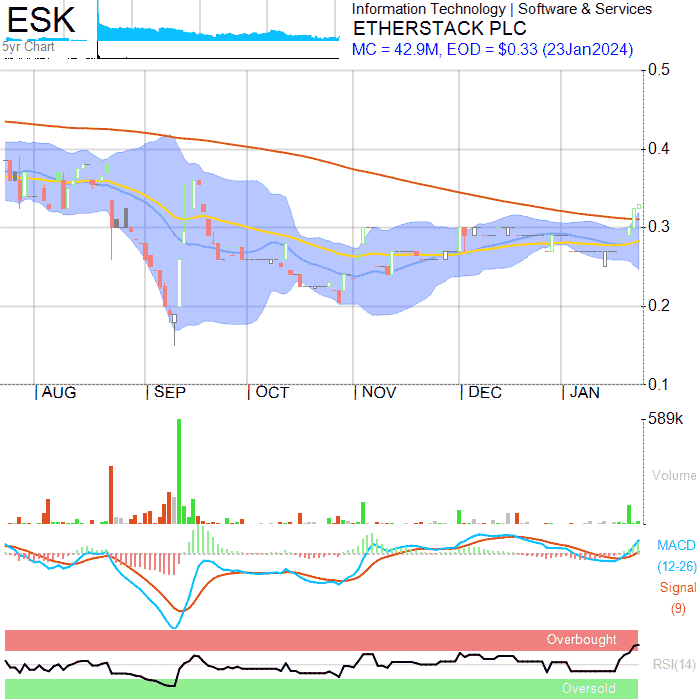 ESK
5yr Chart
Information Technology | Software & Services
ETHERSTACK PLC
MC = 42.9M, EOD = $0.33 (23Jan2024)
0.5
0.4
0.3
0.2
0.1
| AUG | SEP | OCT | NOV | DEC | JAN
589k
Volume
MACD
(12-26)
Signal
(9)
Overbought
RSI(14)
Oversold